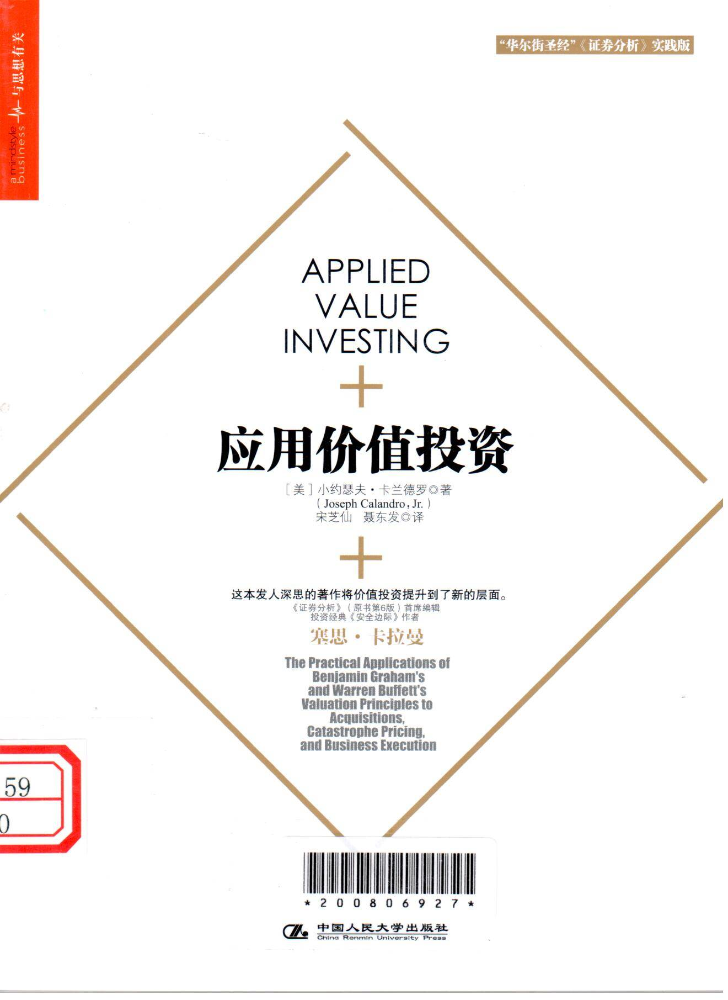 “华尔街圣经”《证券分析》实践版
与思想有关
a mindstyle
business
APPLIED
VALUE
INVESTING
应用价值投资
[美]小约瑟夫·卡兰德罗◎著
(Joseph Calandro, Jr.)
宋芝仙 聂东发◎译
这本发人深思的著作将价值投资提升到了新的层面。
《证券分析》(原书第6版)首席编辑
投资经典《安全边际》作者
塞思·卡拉曼
The Practical Applications of
Benjamin Graham's
and Warren Buffett's
Valuation Principles to
Acquisitions,
Catastrophe Pricing,
and Business Execution
59
0
*200806927*
中国人民大学出版社
China Renmin University Press